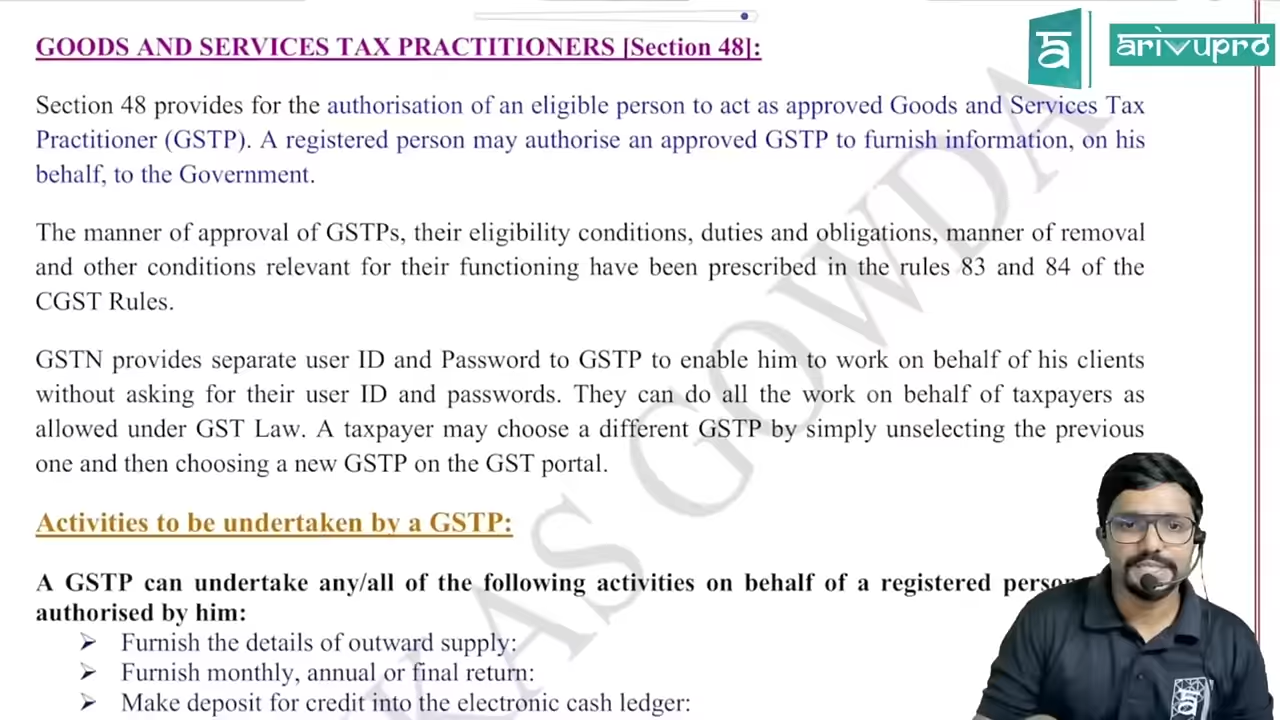 GOODS AND SERVICES TAX PRACTITIONERS [Section 48]:
arivupro
Section 48 provides for the authorisation of an eligible person to act as approved Goods and Services Tax
Practitioner (GSTP). A registered person may authorise an approved GSTP to furnish information, on his
behalf, to the Government.
The manner of approval of GSTPs, their eligibility conditions, duties and obligations, manner of removal
and other conditions relevant for their functioning have been prescribed in the rules 83 and 84 of the
CGST Rules.
GSTN provides separate user ID and Password to GSTP to enable him to work on behalf of his clients
without asking for their user ID and passwords. They can do all the work on behalf of taxpayers as
allowed under GST Law. A taxpayer may choose a different GSTP by simply unselecting the previous
one and then choosing a new GSTP on the GST portal.
Activities to be undertaken by a GSTP:
A GSTP can undertake any/all of the following activities on behalf of a registered
authorised by him:
Furnish the details of outward supply:
Furnish monthly, annual or final return:
Make deposit for credit into the electronic cash ledger:
KAS GOWDA